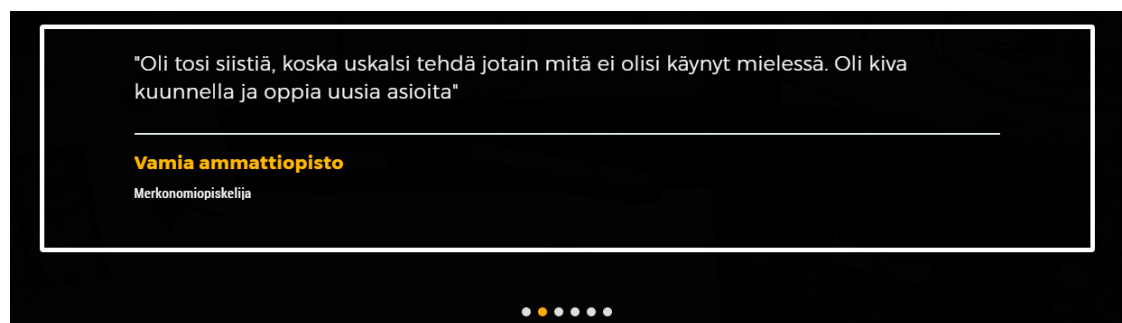 "Oli tosi siistiä, koska uskalsi tehdä jotain mitä ei olisi käynyt mielessä. Oli kiva
kuunnella ja oppia uusia asioita"
Vamia ammattiopisto
Merkonomiopiskelija